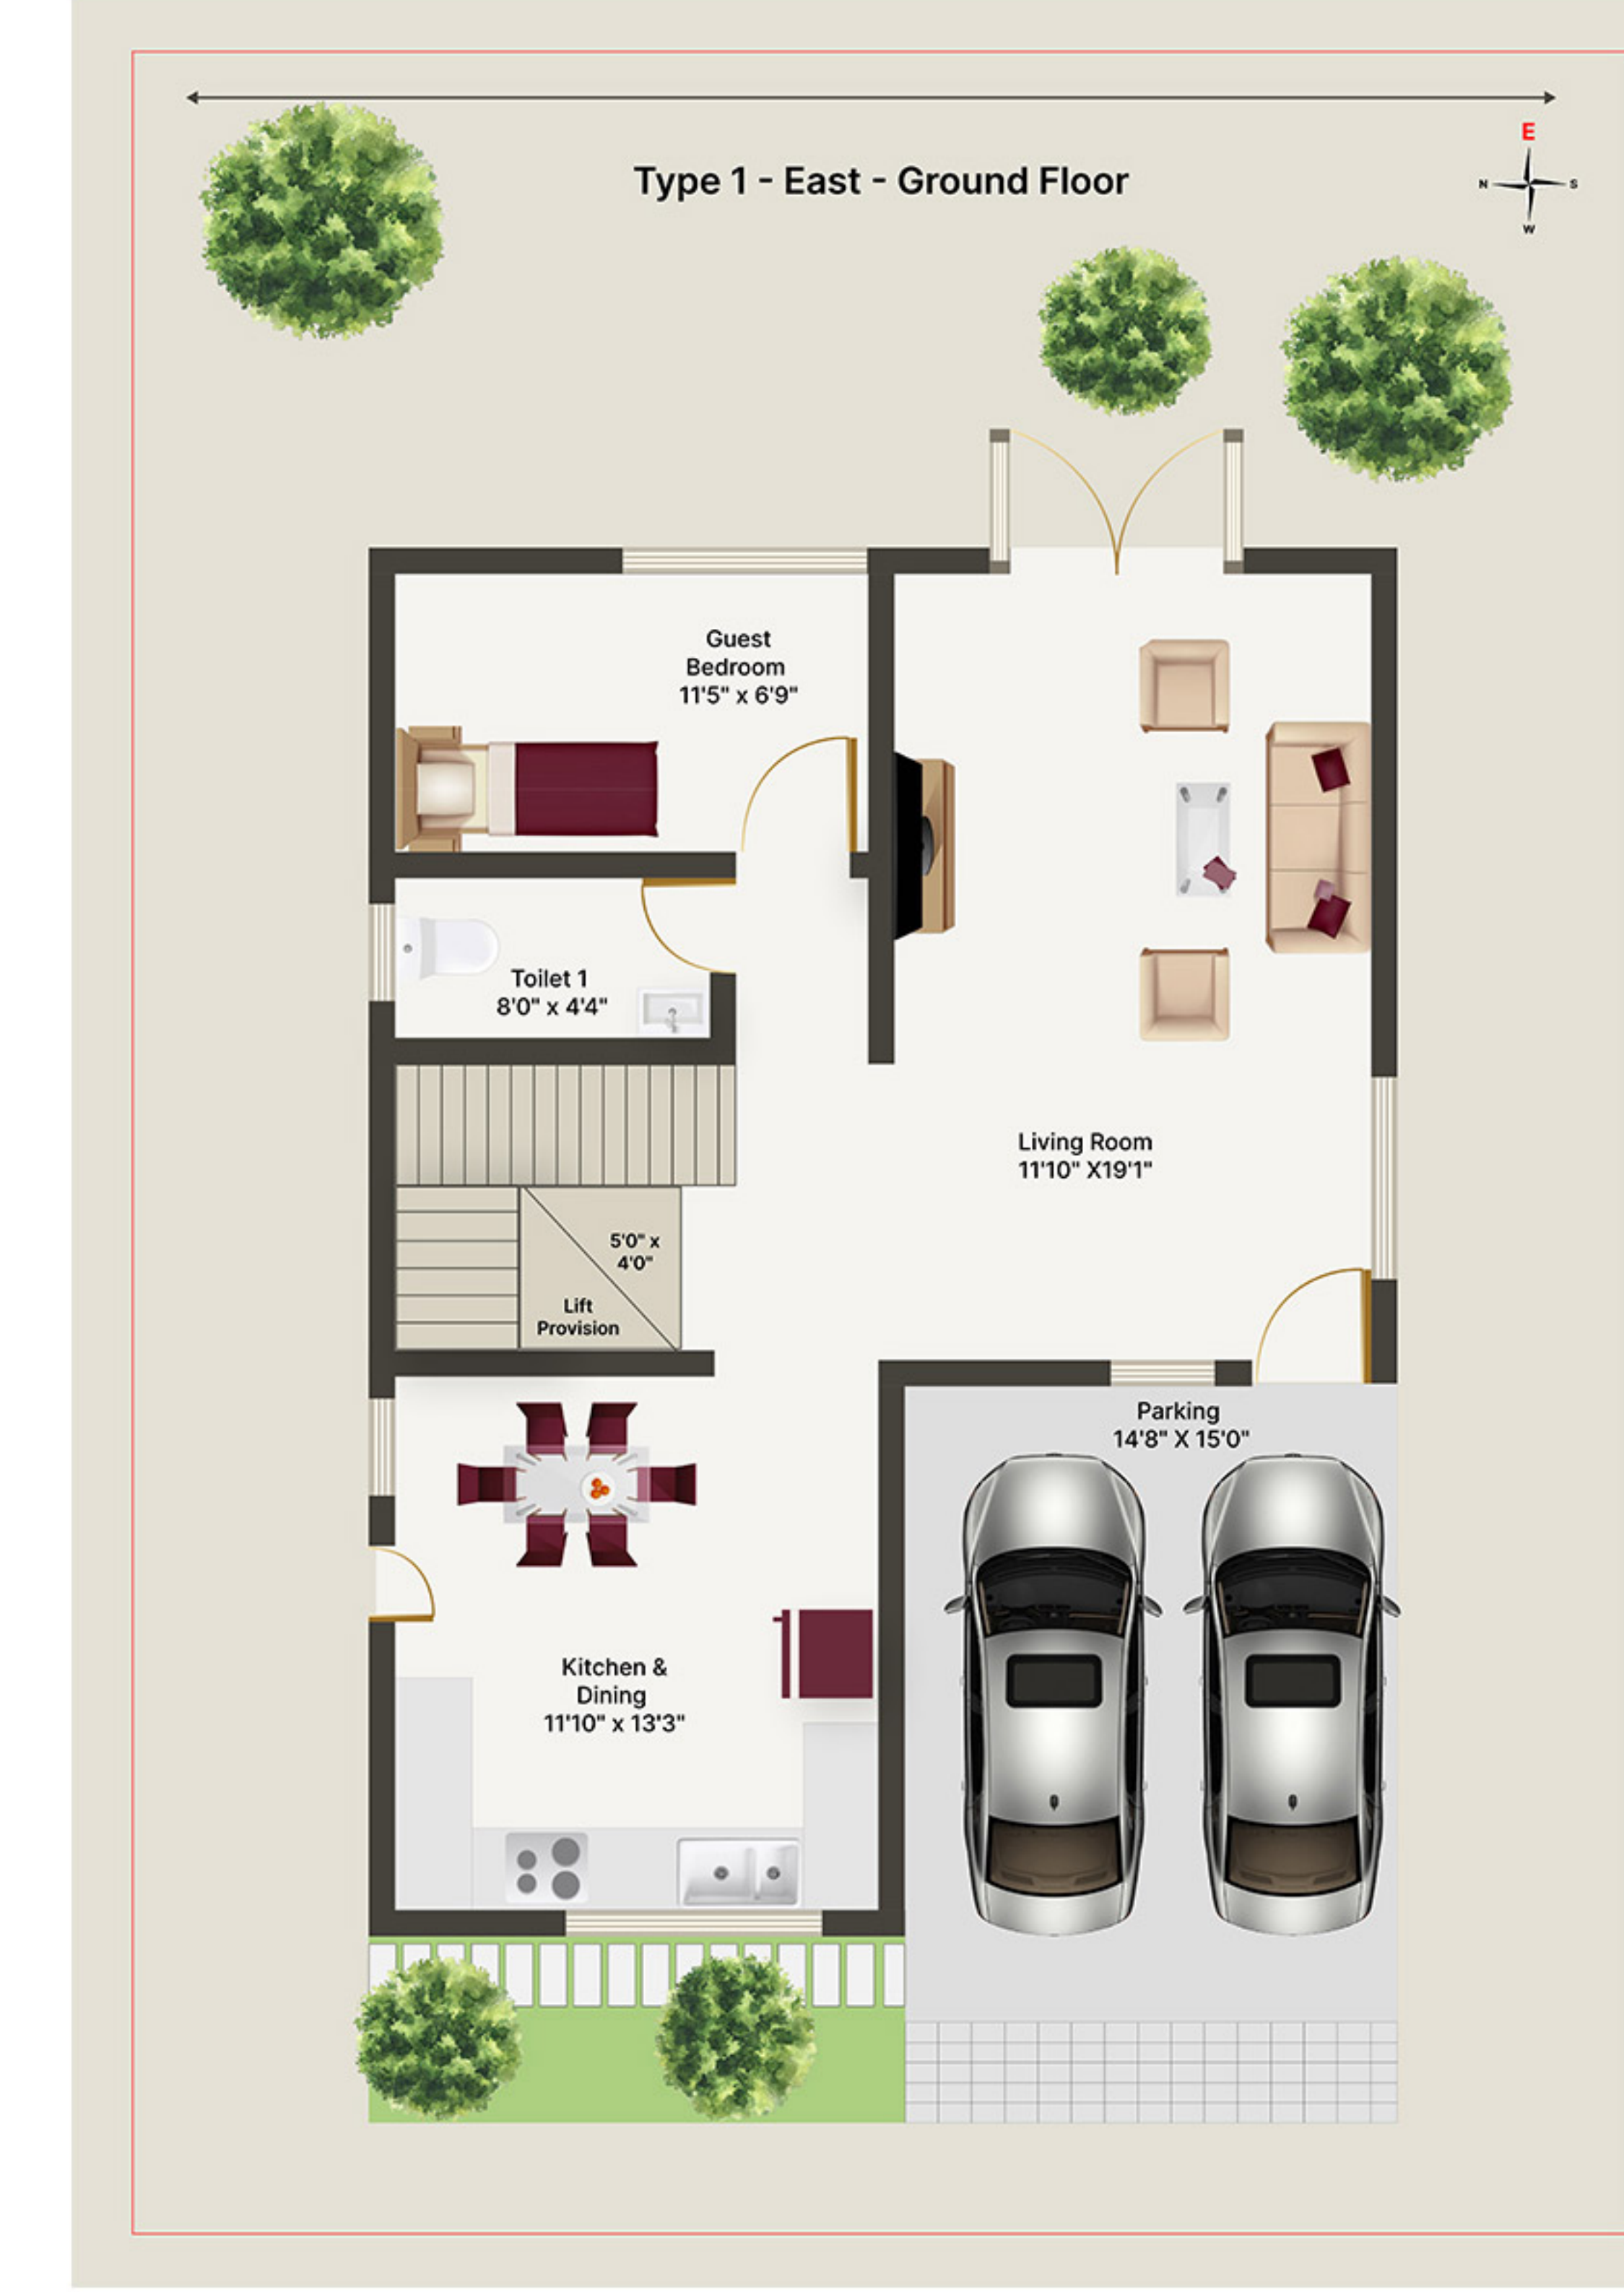 Type 1 - East - Ground Floor
E
N
S
W
Guest
Bedroom
11'5" x 6'9"
Toilet 1
8'0" x 4'4"
Living Room
11'10" X19'1"
5'0" x
4'0"
Lift
Provision
Parking
14'8" X 15'0"
Kitchen &
Dining
11'10" x 13'3"